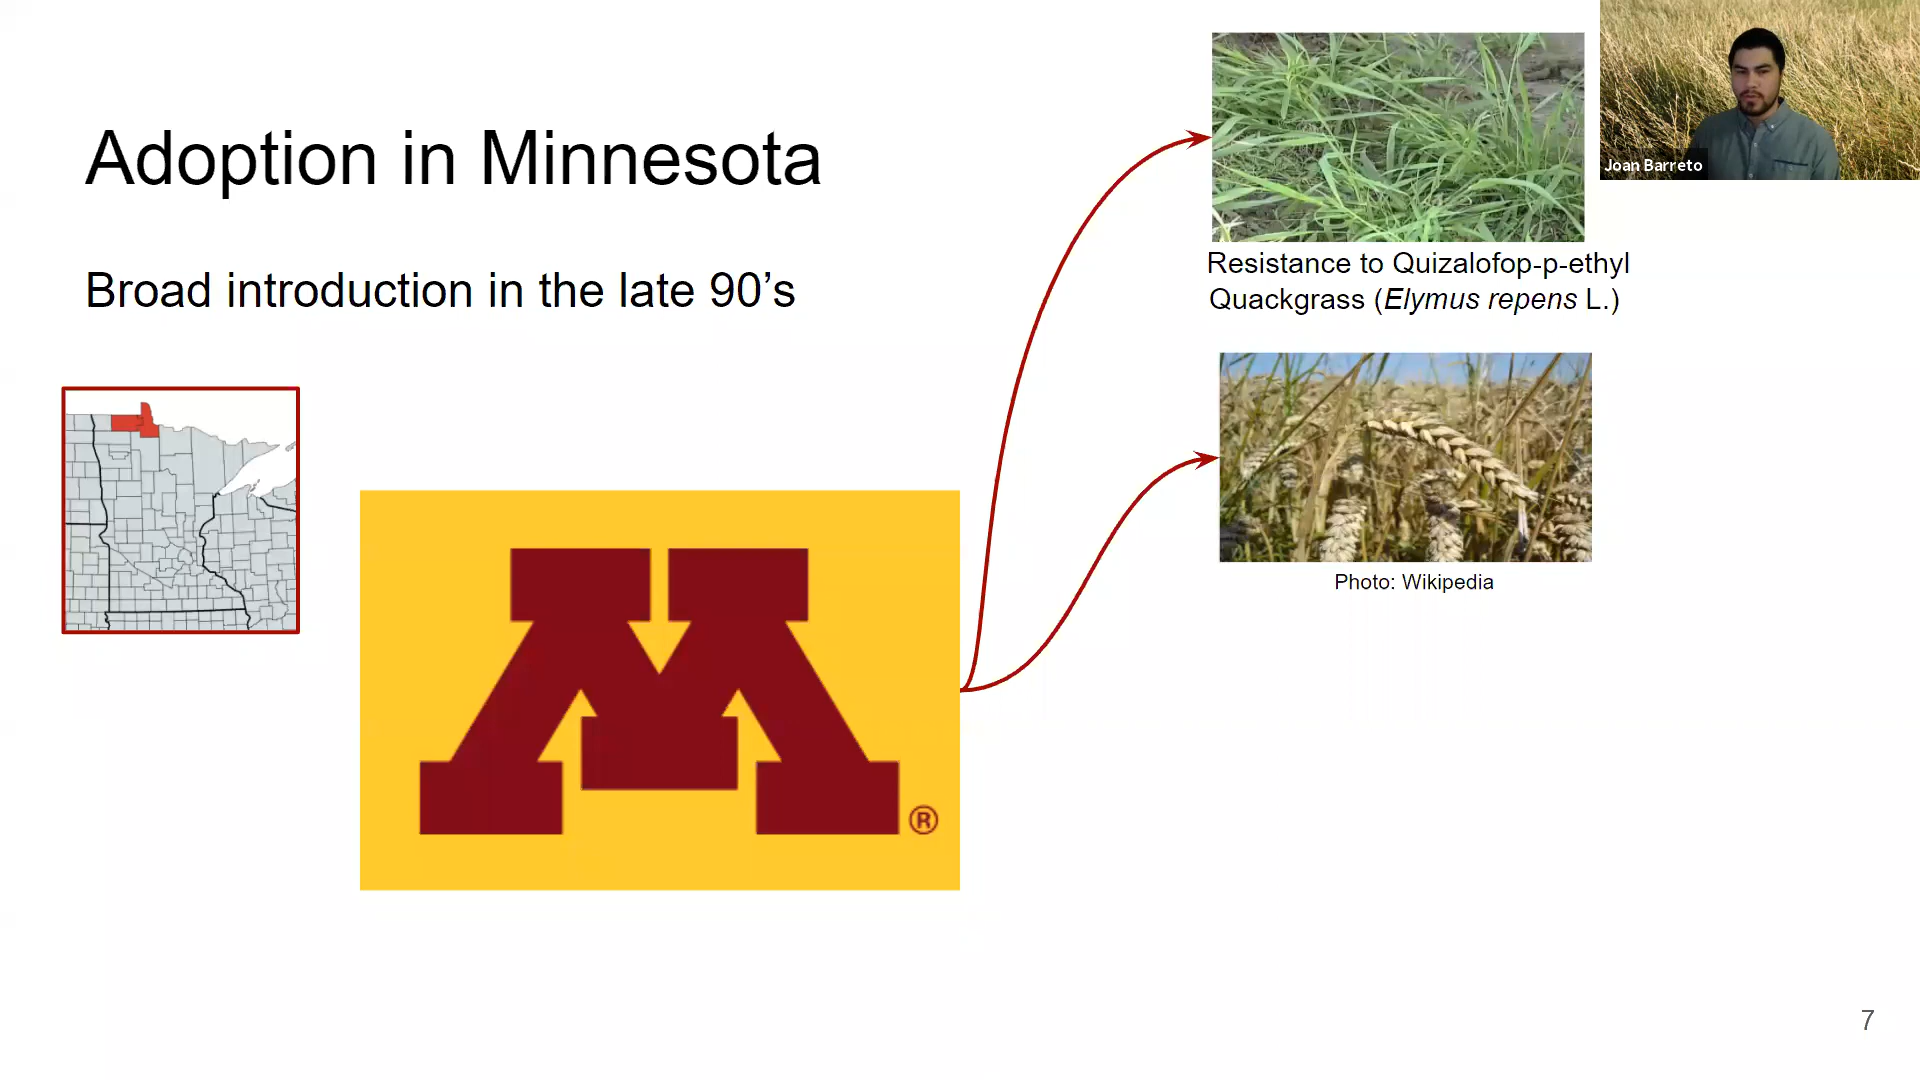 Adoption in Minnesota
Broad introduction in the late 90’s
M
®
Resistance to Quizalofop-p-ethyl
Quackgrass (Elymus repens L.)
Photo: Wikipedia
Joan Barreto
7